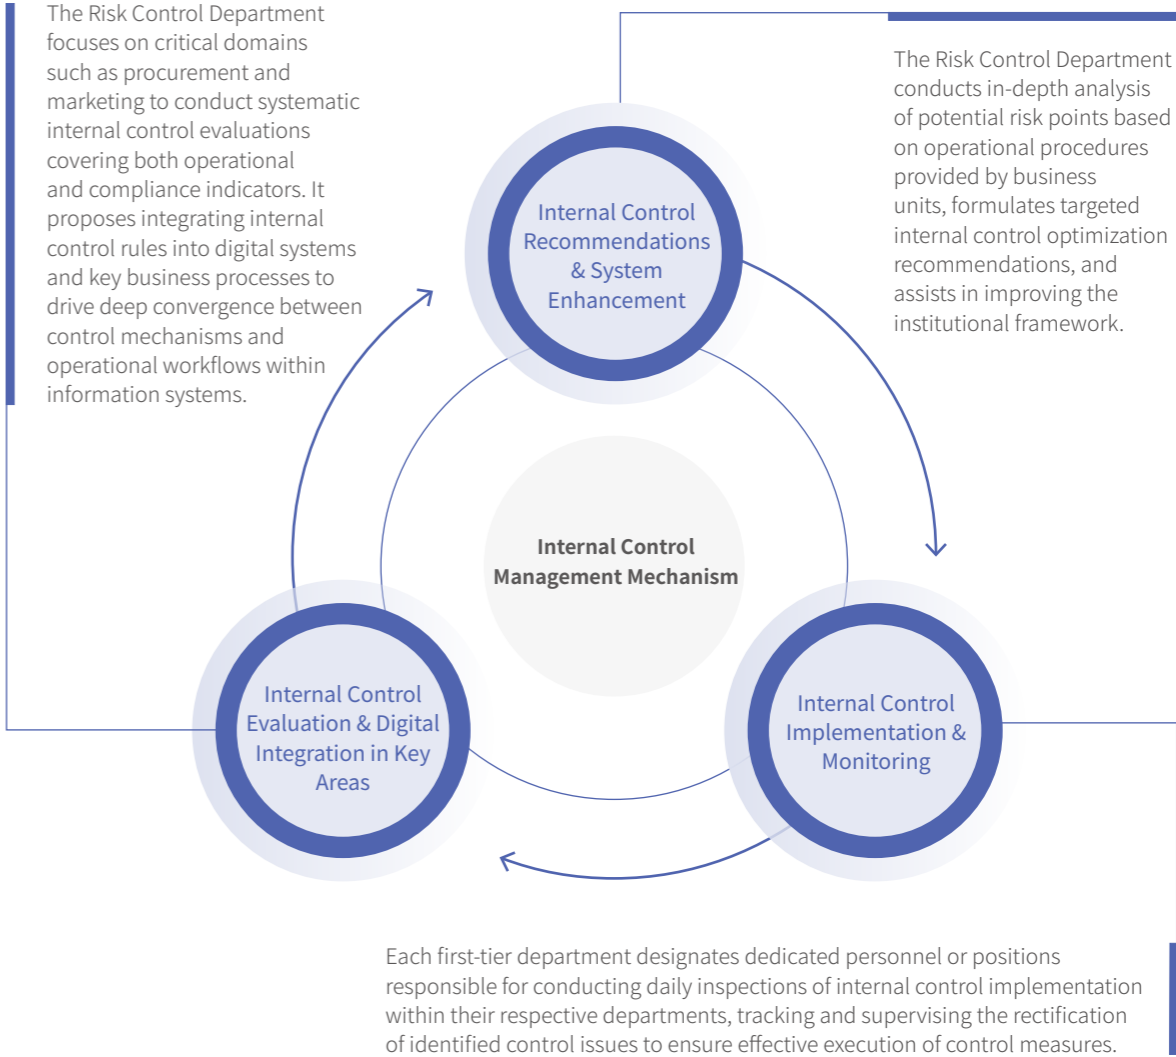 The Risk Control Department
focuses on critical domains
such as procurement and
marketing to conduct systematic
internal control evaluations
covering both operational
and compliance indicators. It
proposes integrating internal
control rules into digital systems
and key business processes to
drive deep convergence between
control mechanisms and
operational workflows within
information systems.
The Risk Control Department
conducts in-depth analysis
of potential risk points based
on operational procedures
provided by business
units, formulates targeted
internal control optimization
recommendations, and
assists in improving the
institutional framework.
Internal Control
Recommendations
& System
Enhancement
Internal Control
Management Mechanism
Internal Control
Evaluation & Digital
Integration in Key
Areas
Internal Control
Implementation &
Monitoring
Each first-tier department designates dedicated personnel or positions
responsible for conducting daily inspections of internal control implementation
within their respective departments, tracking and supervising the rectification
of identified control issues to ensure effective execution of control measures.